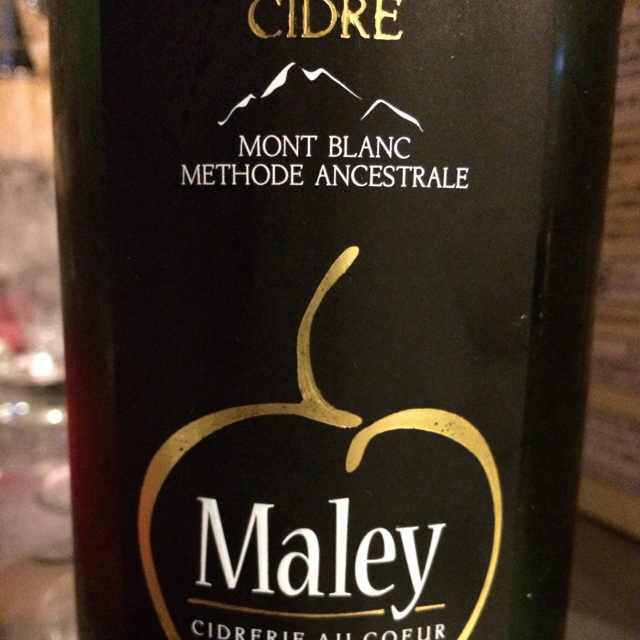 CIDRE
MONT BLANC
METHODE ANCESTRALE
Maley
CIDRERIE AU COEUR